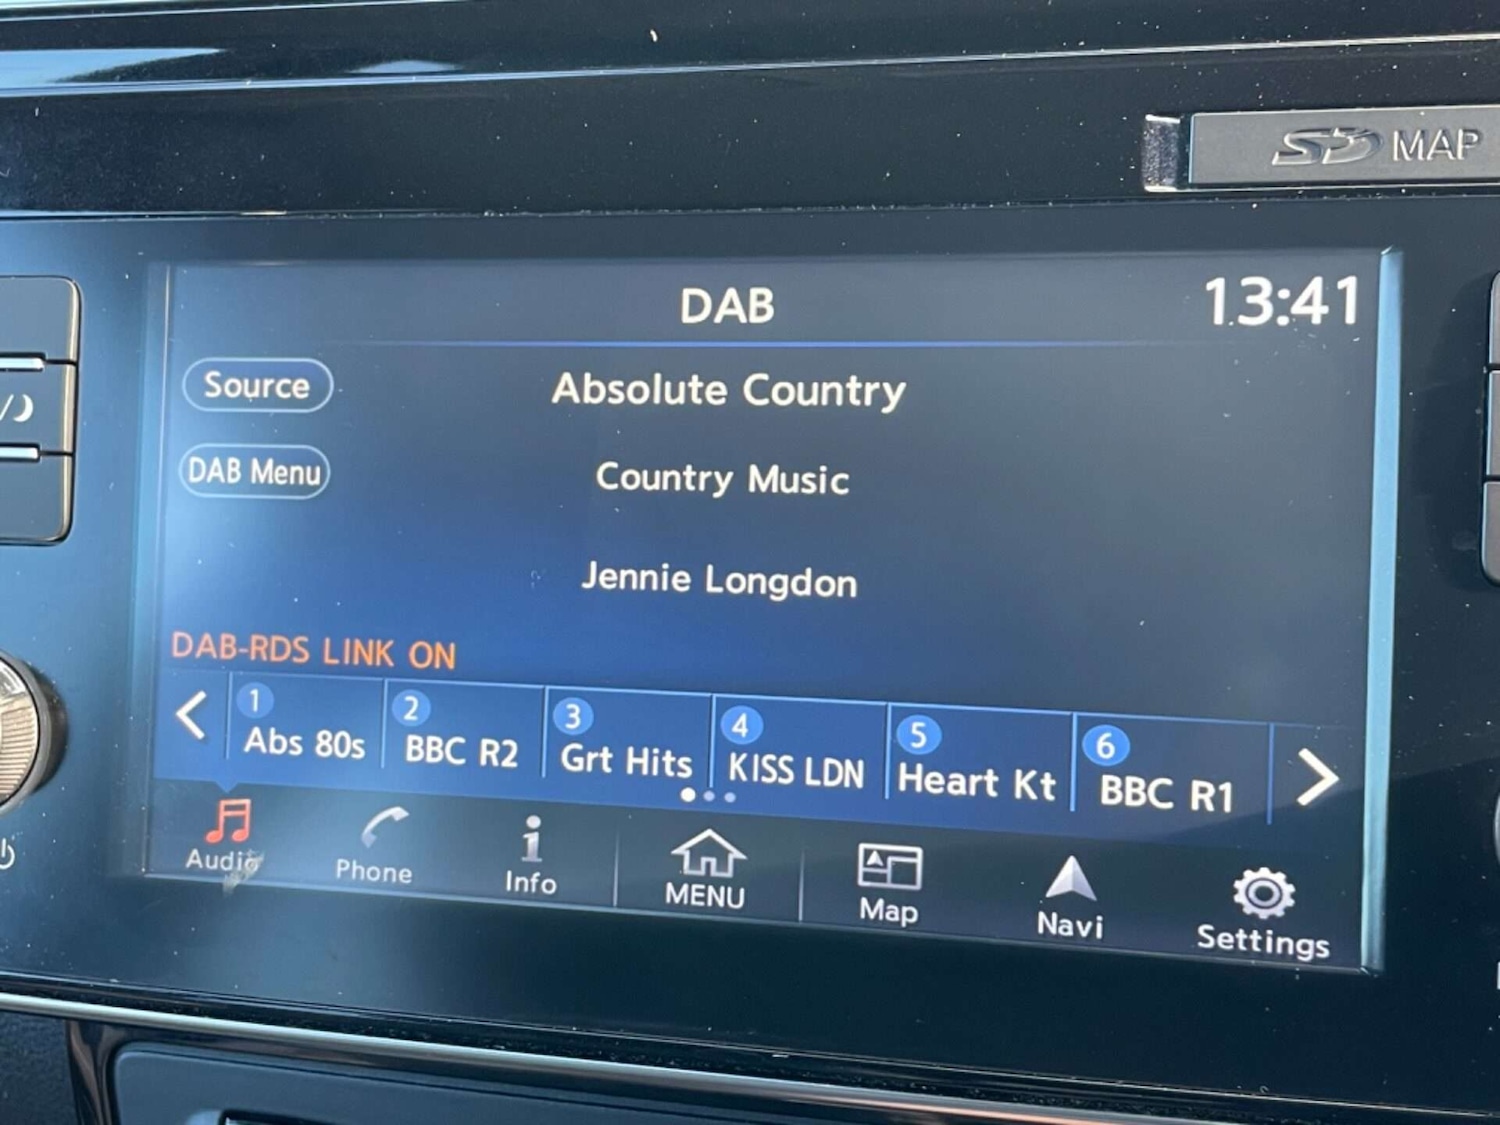 SD MAP
DAB
13:41
Source
Absolute Country
DAB Menu
Country Music
Jennie Longdon
DAB-RDS LINK ON
1 Abs 80s
2 BBC R2
3 Grt Hits
4 KISS LDN
5 Heart Kt
6 BBC R1
Audio
Phone
Info
MENU
Map
Navi
Settings